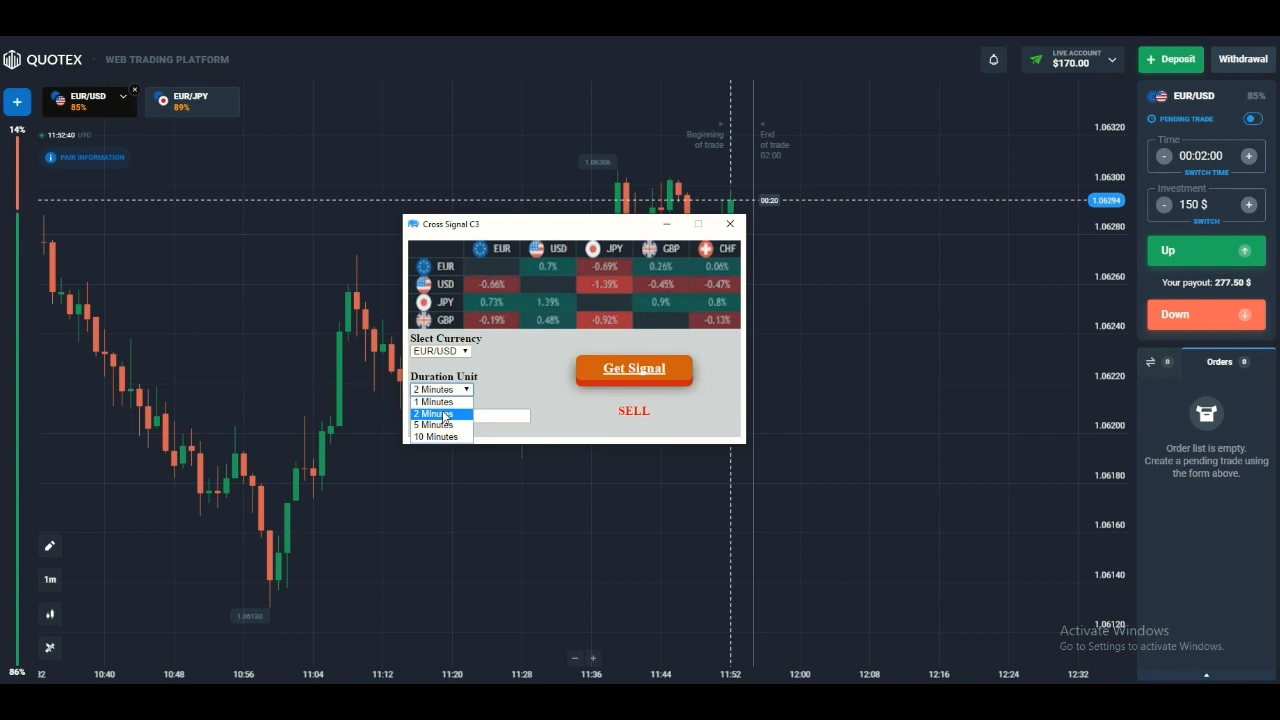 QUOTEX
WEB TRADING PLATFORM
LIVE ACCOUNT
$170.00
+ Deposit
Withdrawal
+
EUR/USD
85%
EUR/JPY
89%
14%
11:52:40 UTC
PAIR INFORMATION
Beginning
of trade
End
of trade
02:00
1.06306
00:20
1.06320
1.06300
1.06294
1.06280
1.06260
1.06240
1.06220
1.06200
1.06180
1.06160
1.06140
1.06120
Cross Signal C3
EUR USD JPY GBP CHF
EUR 0.7% -0.69% 0.26% 0.06%
USD -0.66% -1.39% -0.45% -0.47%
JPY 0.73% 1.39% 0.9% 0.8%
GBP -0.19% 0.48% -0.92% -0.13%
Slect Currency
EUR/USD
Duration Unit
2 Minutes
1 Minutes
2 Minutes
5 Minutes
10 Minutes
Get Signal
SELL
1.06130
1m
86%
10:40 10:48 10:56 11:04 11:12 11:20 11:28 11:36 11:44 11:52 12:00 12:08 12:16 12:24 12:32
EUR/USD 85%
PENDING TRADE
Time
- 00:02:00 +
SWITCH TIME
Investment
- 150 $ +
SWITCH
Up
Your payout: 277.50 $
Down
0
Orders 0
Order list is empty.
Create a pending trade using
the form above.
Activate Windows
Go to Settings to activate Windows.